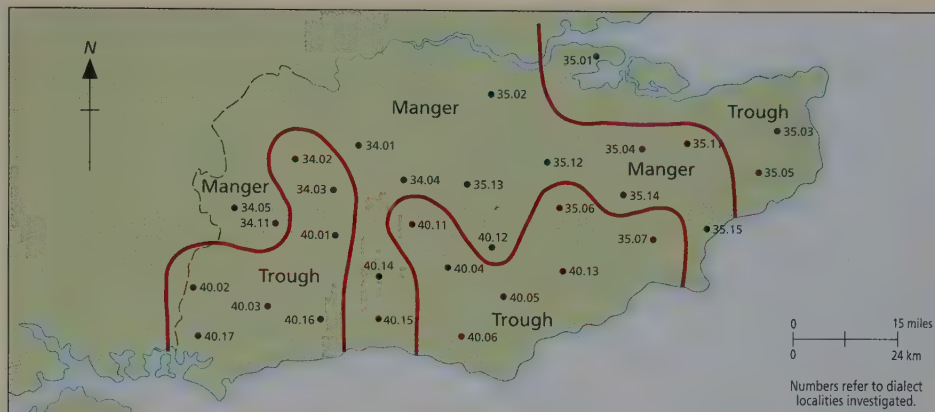 N
35.01
35.02
Manger
Trough
35.03
34.01
35.04
35.11
34.02
35.12
Manger
35.05
Manger
34.03
34.04
35.13
35.14
34.05
34.11
40.11
35.06
35.15
40.01
40.12
35.07
40.14
40.04
40.13
Trough
40.02
40.03
40.05
40.16
40.15
Trough
40.17
40.06
0 15 miles
0 24 km
Numbers refer to dialect
localities investigated.